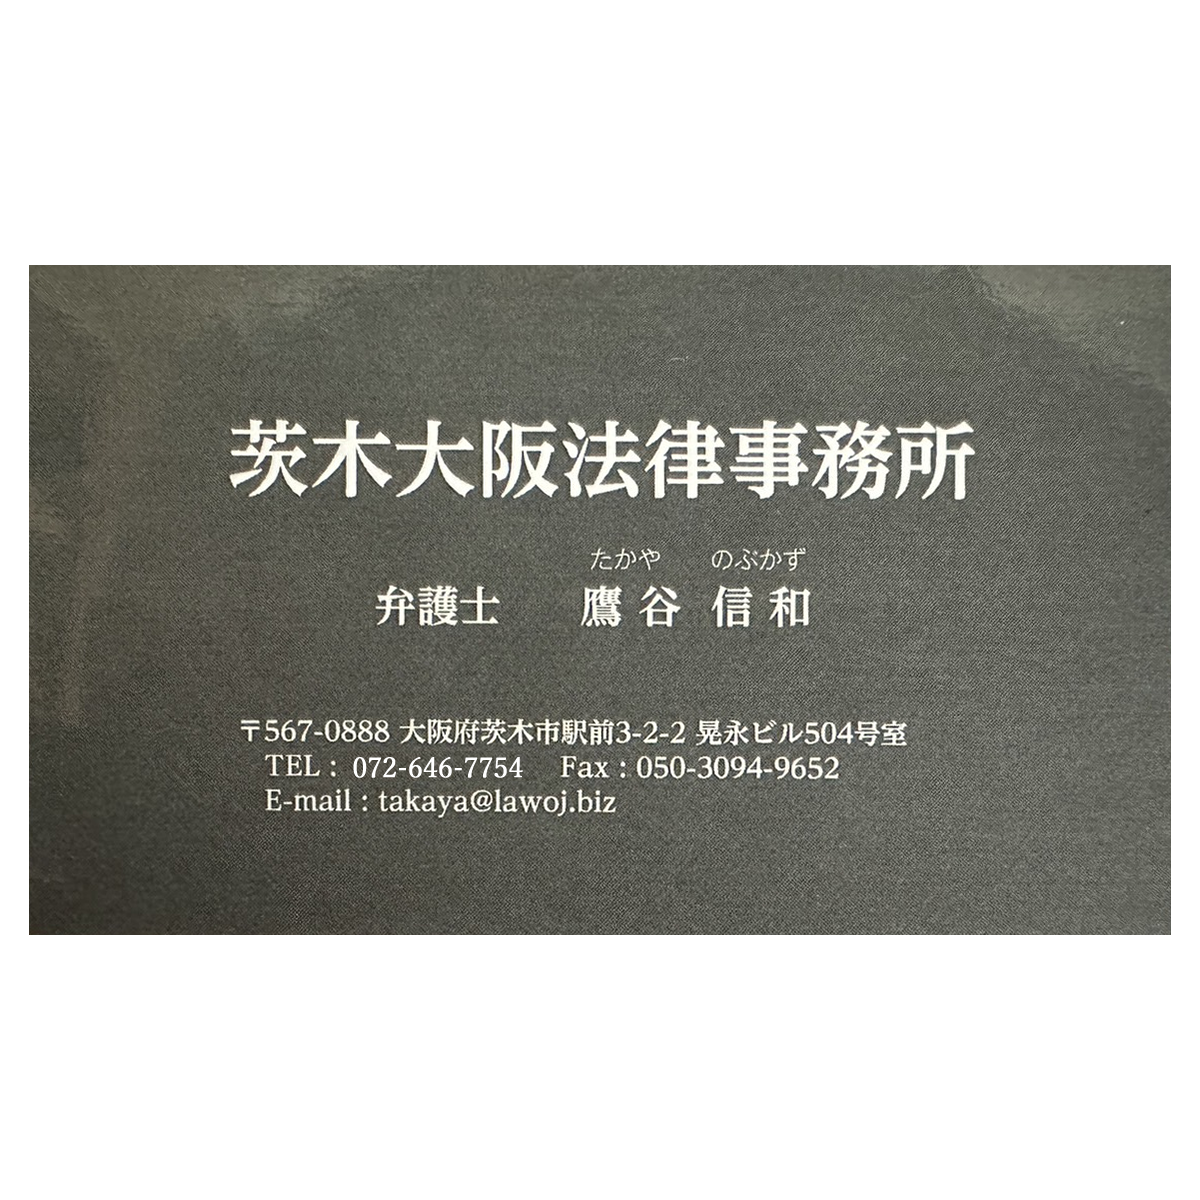 茨木大阪法律事務所
たかや のぶかず
弁護士 鷹谷 信和
〒567-0888 大阪府茨木市駅前3-2-2 晃永ビル504号室
TEL : 072-646-7754 Fax : 050-3094-9652
E-mail : takaya@lawoj.biz